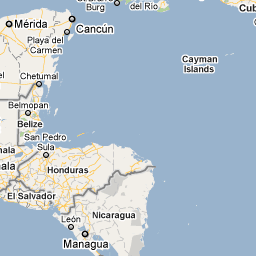 Burg
del Río
Cub
Mérida
Cancún
Playa del
Carmen
Cayman
Islands
Chetumal
Belmopan
Belize
San Pedro
Sula
ala
Honduras
El Salvador
León
Nicaragua
Managua